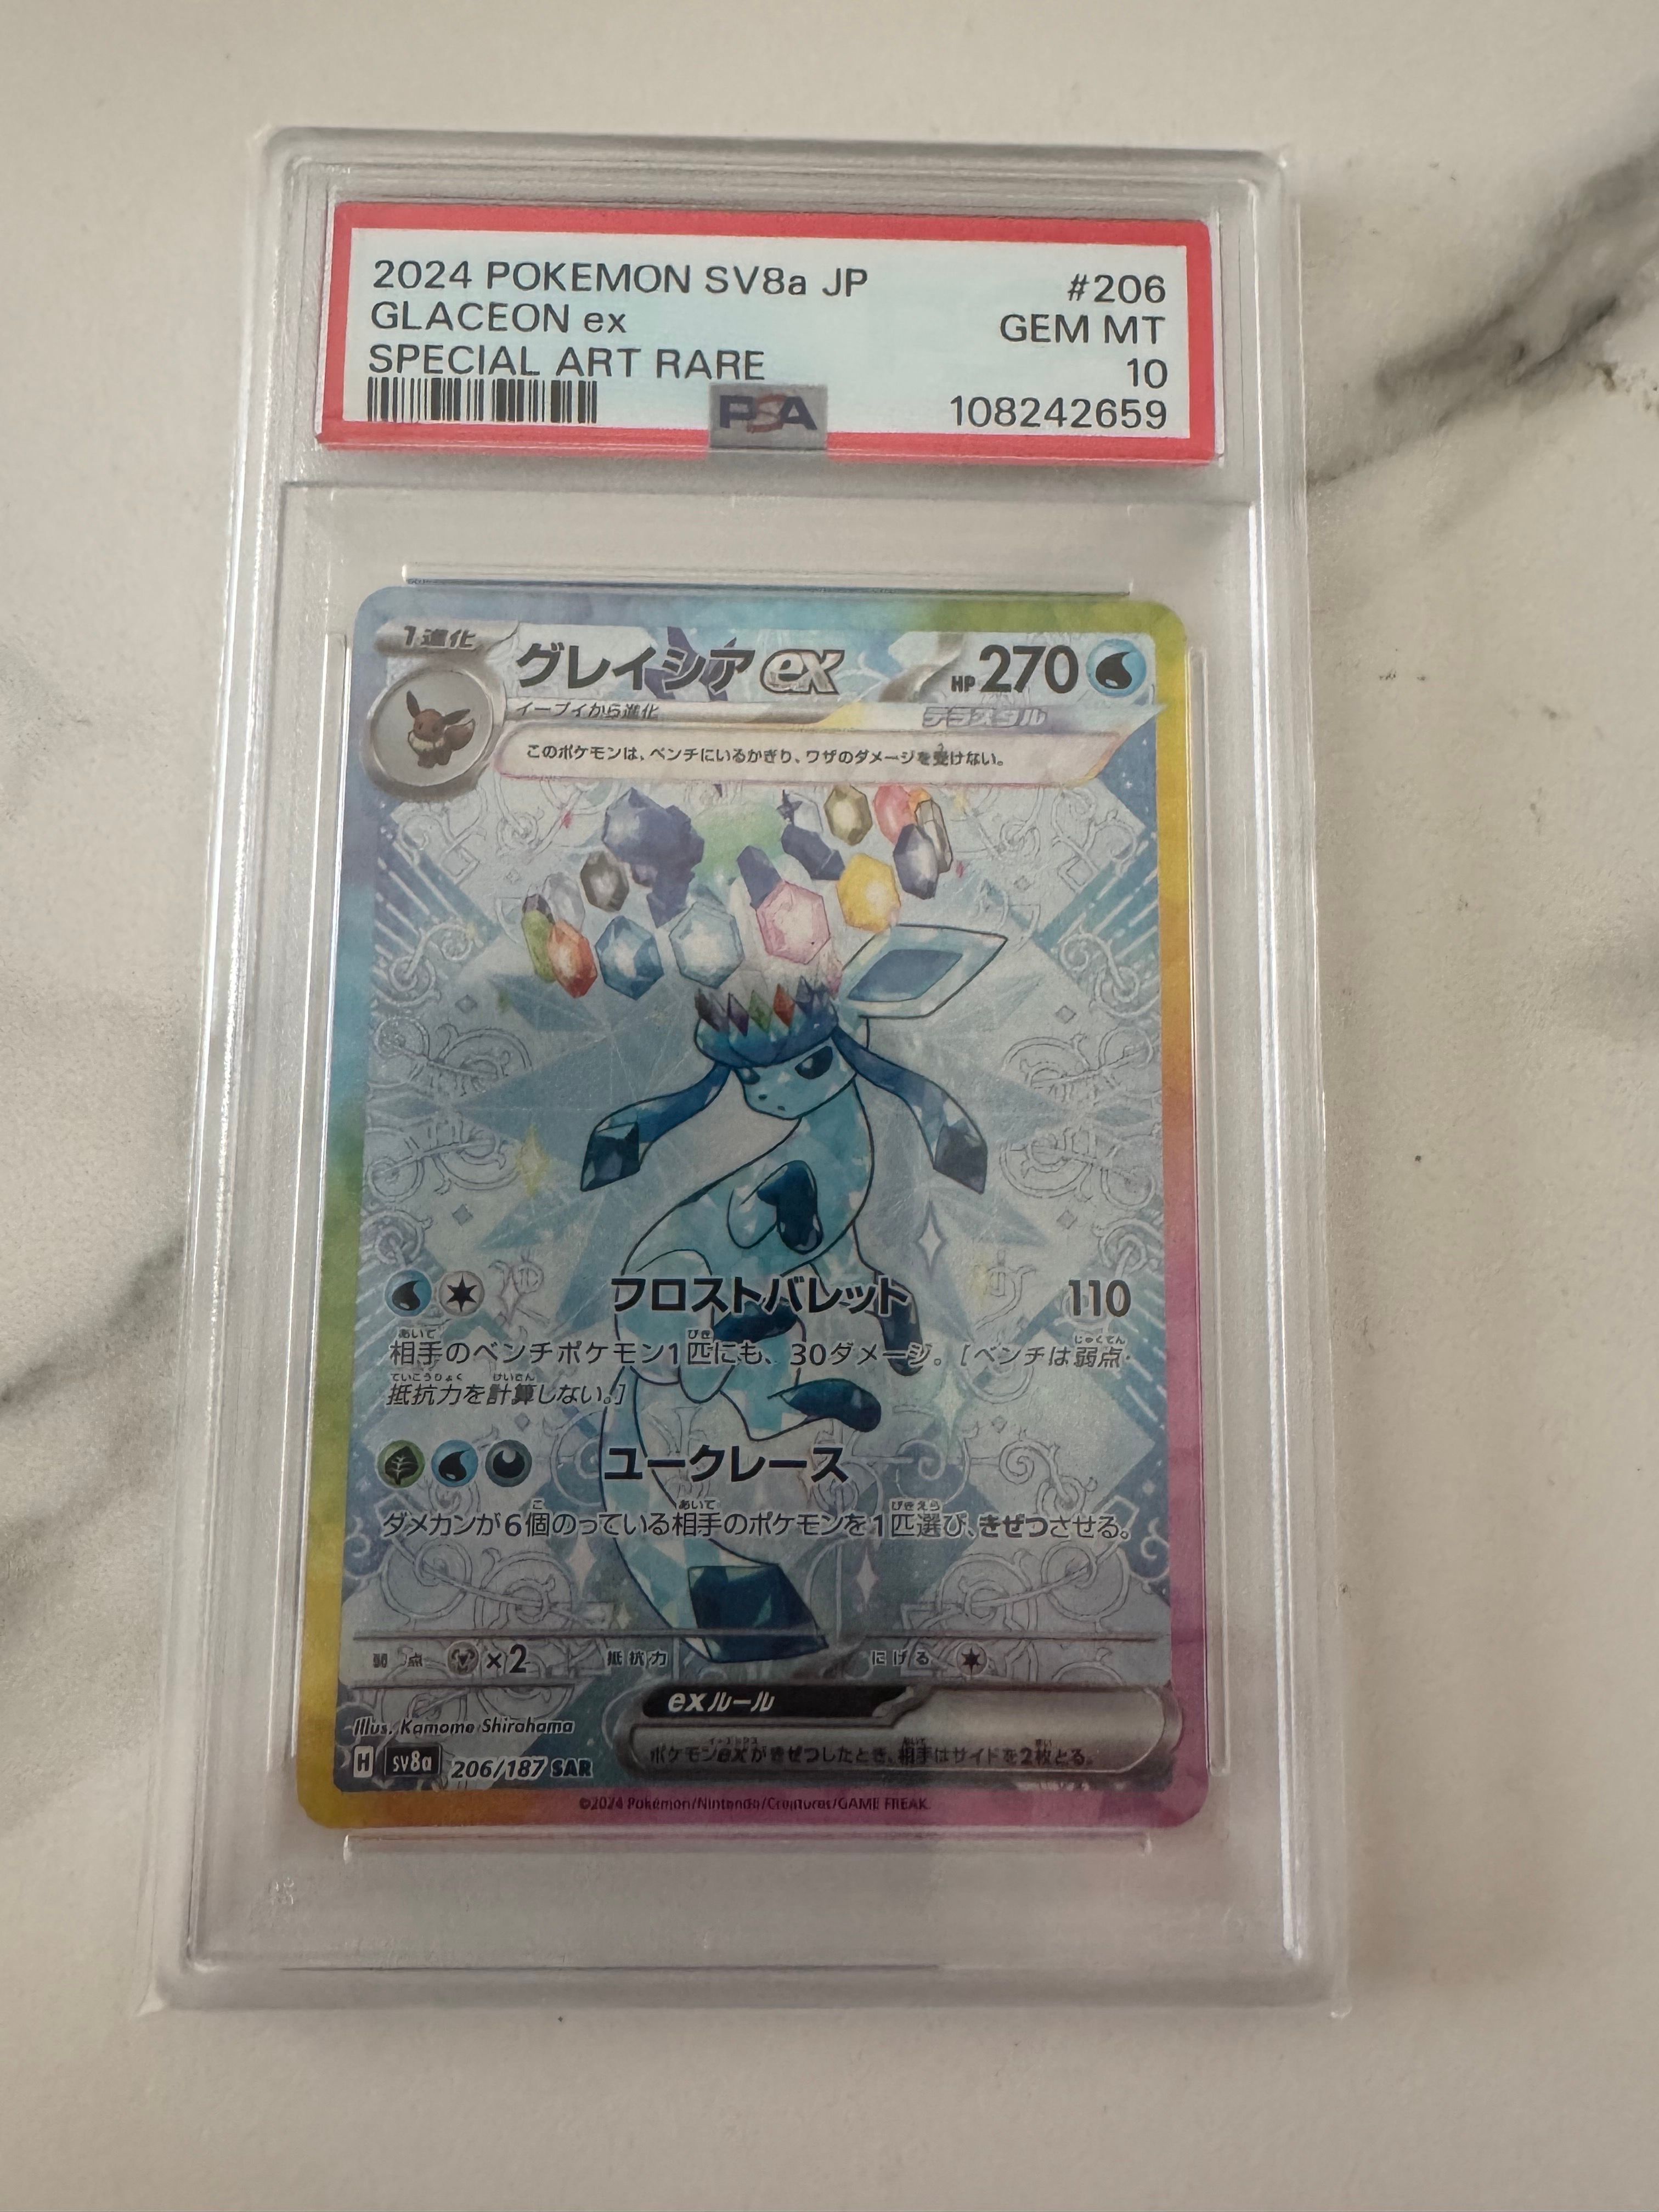 2024 POKEMON SV8a JP #206
GLACEON ex GEM MT
SPECIAL ART RARE 10
PSA 108242659
1進化
グレイシアex HP270
イーブイから進化 テラスタル
このポケモンは、ベンチにいるかぎり、ワザのダメージを受けない。
フロストバレット 110
相手のベンチポケモン1匹にも、30ダメージ。[ベンチは弱点・
抵抗力を計算しない。]
ユークレース
ダメカンが6個のっている相手のポケモンを1匹選び、きぜつさせる。
弱点 ×2 抵抗力 にげる
exルール
ポケモンexがきぜつしたとき、相手はサイドを2枚とる。
Illus. Kamome Shirahama
H sv8a 206/187 SAR
©2024 Pokémon/Nintendo/Creatures/GAME FREAK